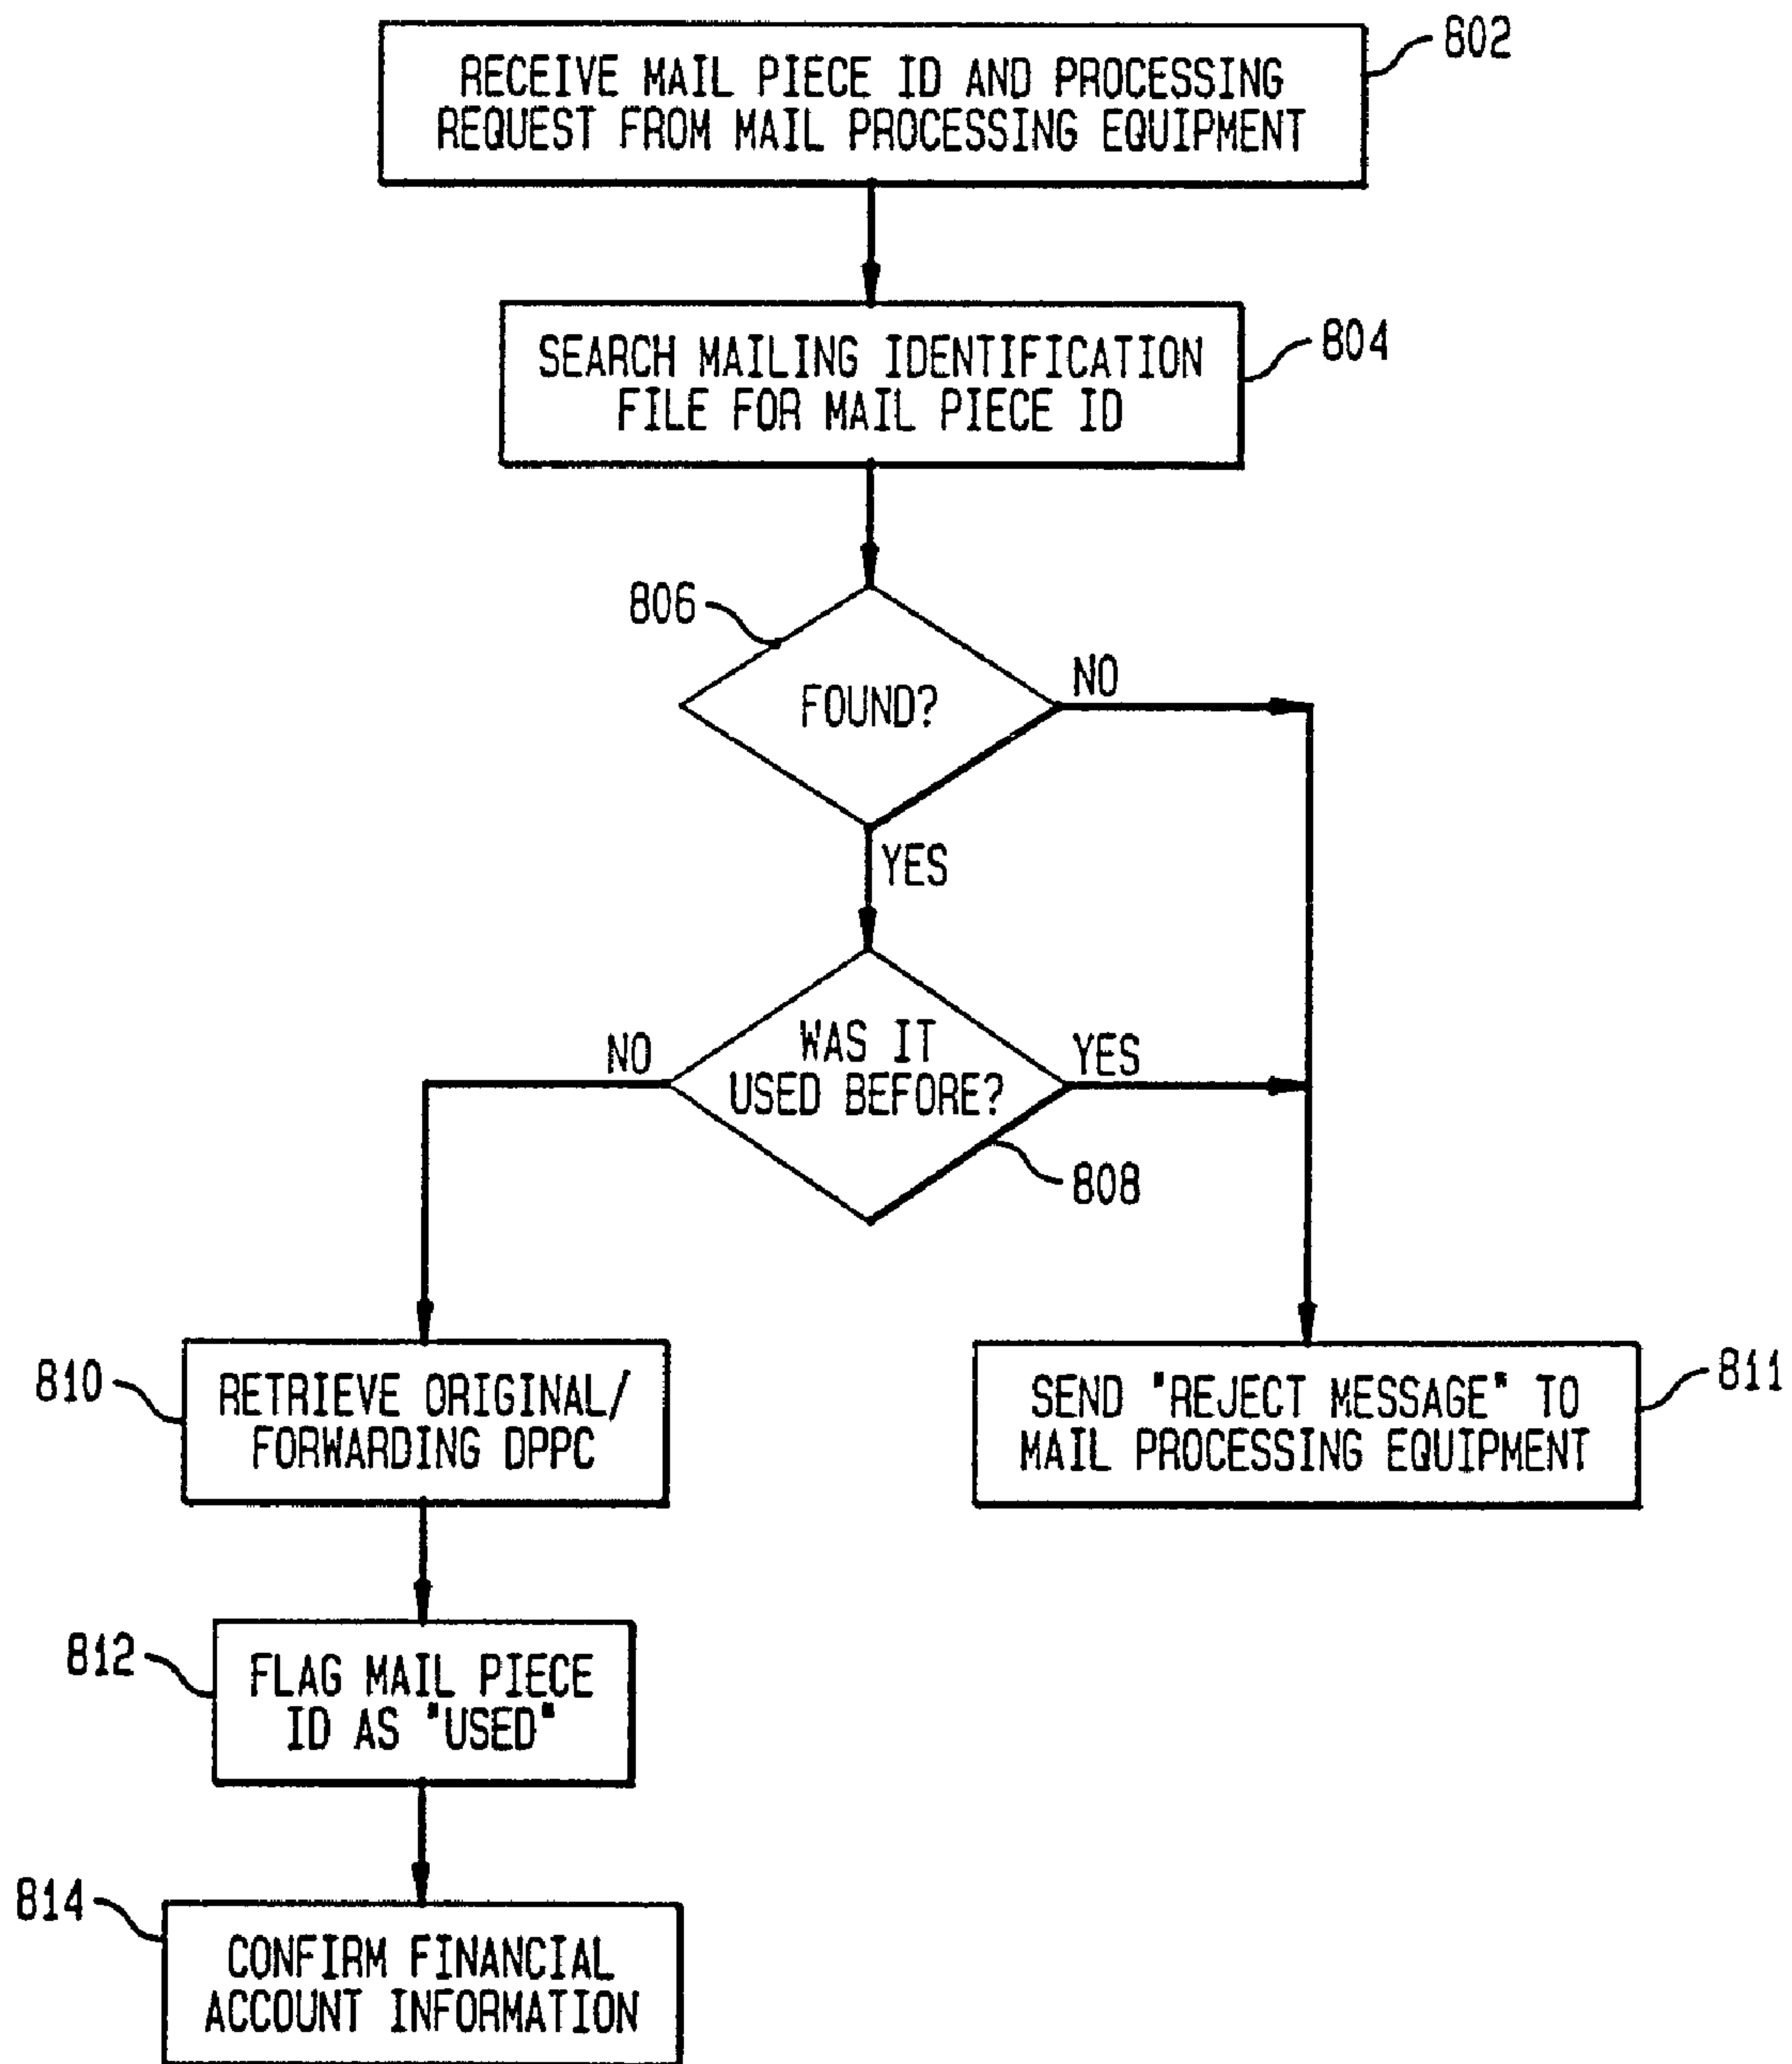 802
RECEIVE MAIL PIECE ID AND PROCESSING
REQUEST FROM MAIL PROCESSING EQUIPMENT
804
SEARCH MAILING IDENTIFICATION
FILE FOR MAIL PIECE ID
806
FOUND?
NO
YES
WAS IT
USED BEFORE?
NO
YES
808
810
RETRIEVE ORIGINAL/
FORWARDING DPPC
811
SEND "REJECT MESSAGE" TO
MAIL PROCESSING EQUIPMENT
812
FLAG MAIL PIECE
ID AS "USED"
814
CONFIRM FINANCIAL
ACCOUNT INFORMATION